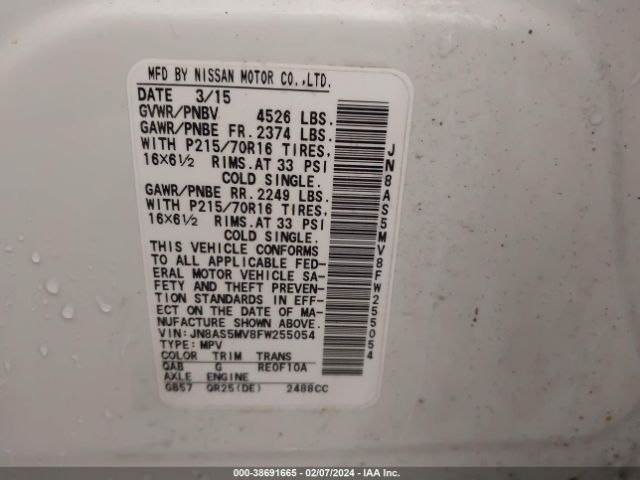 MFD BY NISSAN MOTOR CO.,LTD.
DATE 3/15
GVWR/PNBV 4526 LBS.
GAWR/PNBE FR. 2374 LBS.
WITH P215/70R16 TIRES,
16X6½ RIMS.AT 33 PSI
COLD SINGLE.
GAWR/PNBE RR. 2249 LBS.
WITH P215/70R16 TIRES,
16X6½ RIMS.AT 33 PSI
COLD SINGLE.
THIS VEHICLE CONFORMS
TO ALL APPLICABLE FED-
ERAL MOTOR VEHICLE SA-
FETY AND THEFT PREVEN-
TION STANDARDS IN EFF-
ECT ON THE DATE OF MA-
NUFACTURE SHOWN ABOVE.
VIN: JN8AS5MV8FW255054
TYPE: MPV
COLOR TRIM TRANS
QAB G RE0F10A
AXLE ENGINE
GB57 QR25(DE) 2488CC
JN8AS5MV8FW255054
000-38691665 - 02/07/2024 - IAA Inc.